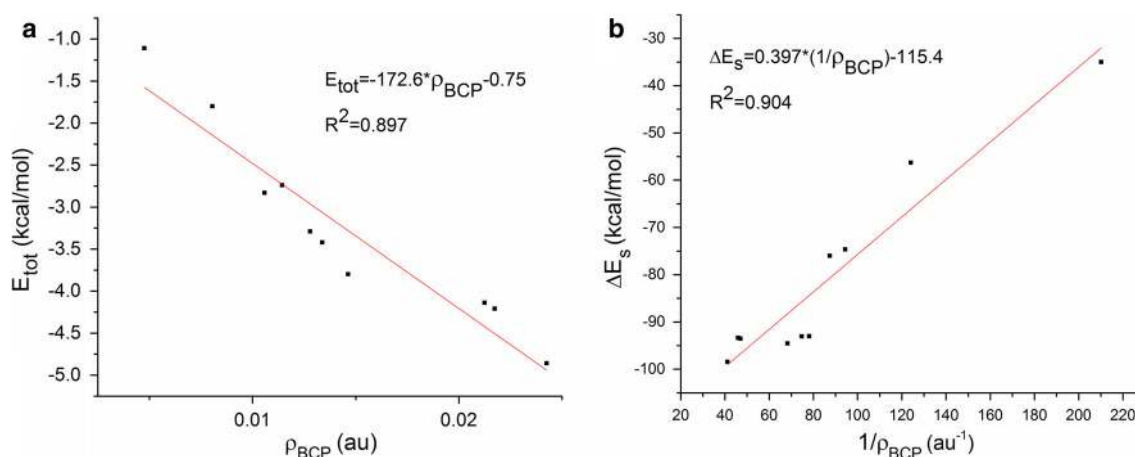 a
E_tot=-172.6*ρ_BCP-0.75
R²=0.897
E_tot (kcal/mol)
-1.0
-1.5
-2.0
-2.5
-3.0
-3.5
-4.0
-4.5
-5.0
0.01 0.02
ρ_BCP (au)
b
ΔE_s=0.397*(1/ρ_BCP)-115.4
R²=0.904
ΔE_s (kcal/mol)
-30
-40
-50
-60
-70
-80
-90
-100
20 40 60 80 100 120 140 160 180 200 220
1/ρ_BCP (au⁻¹)